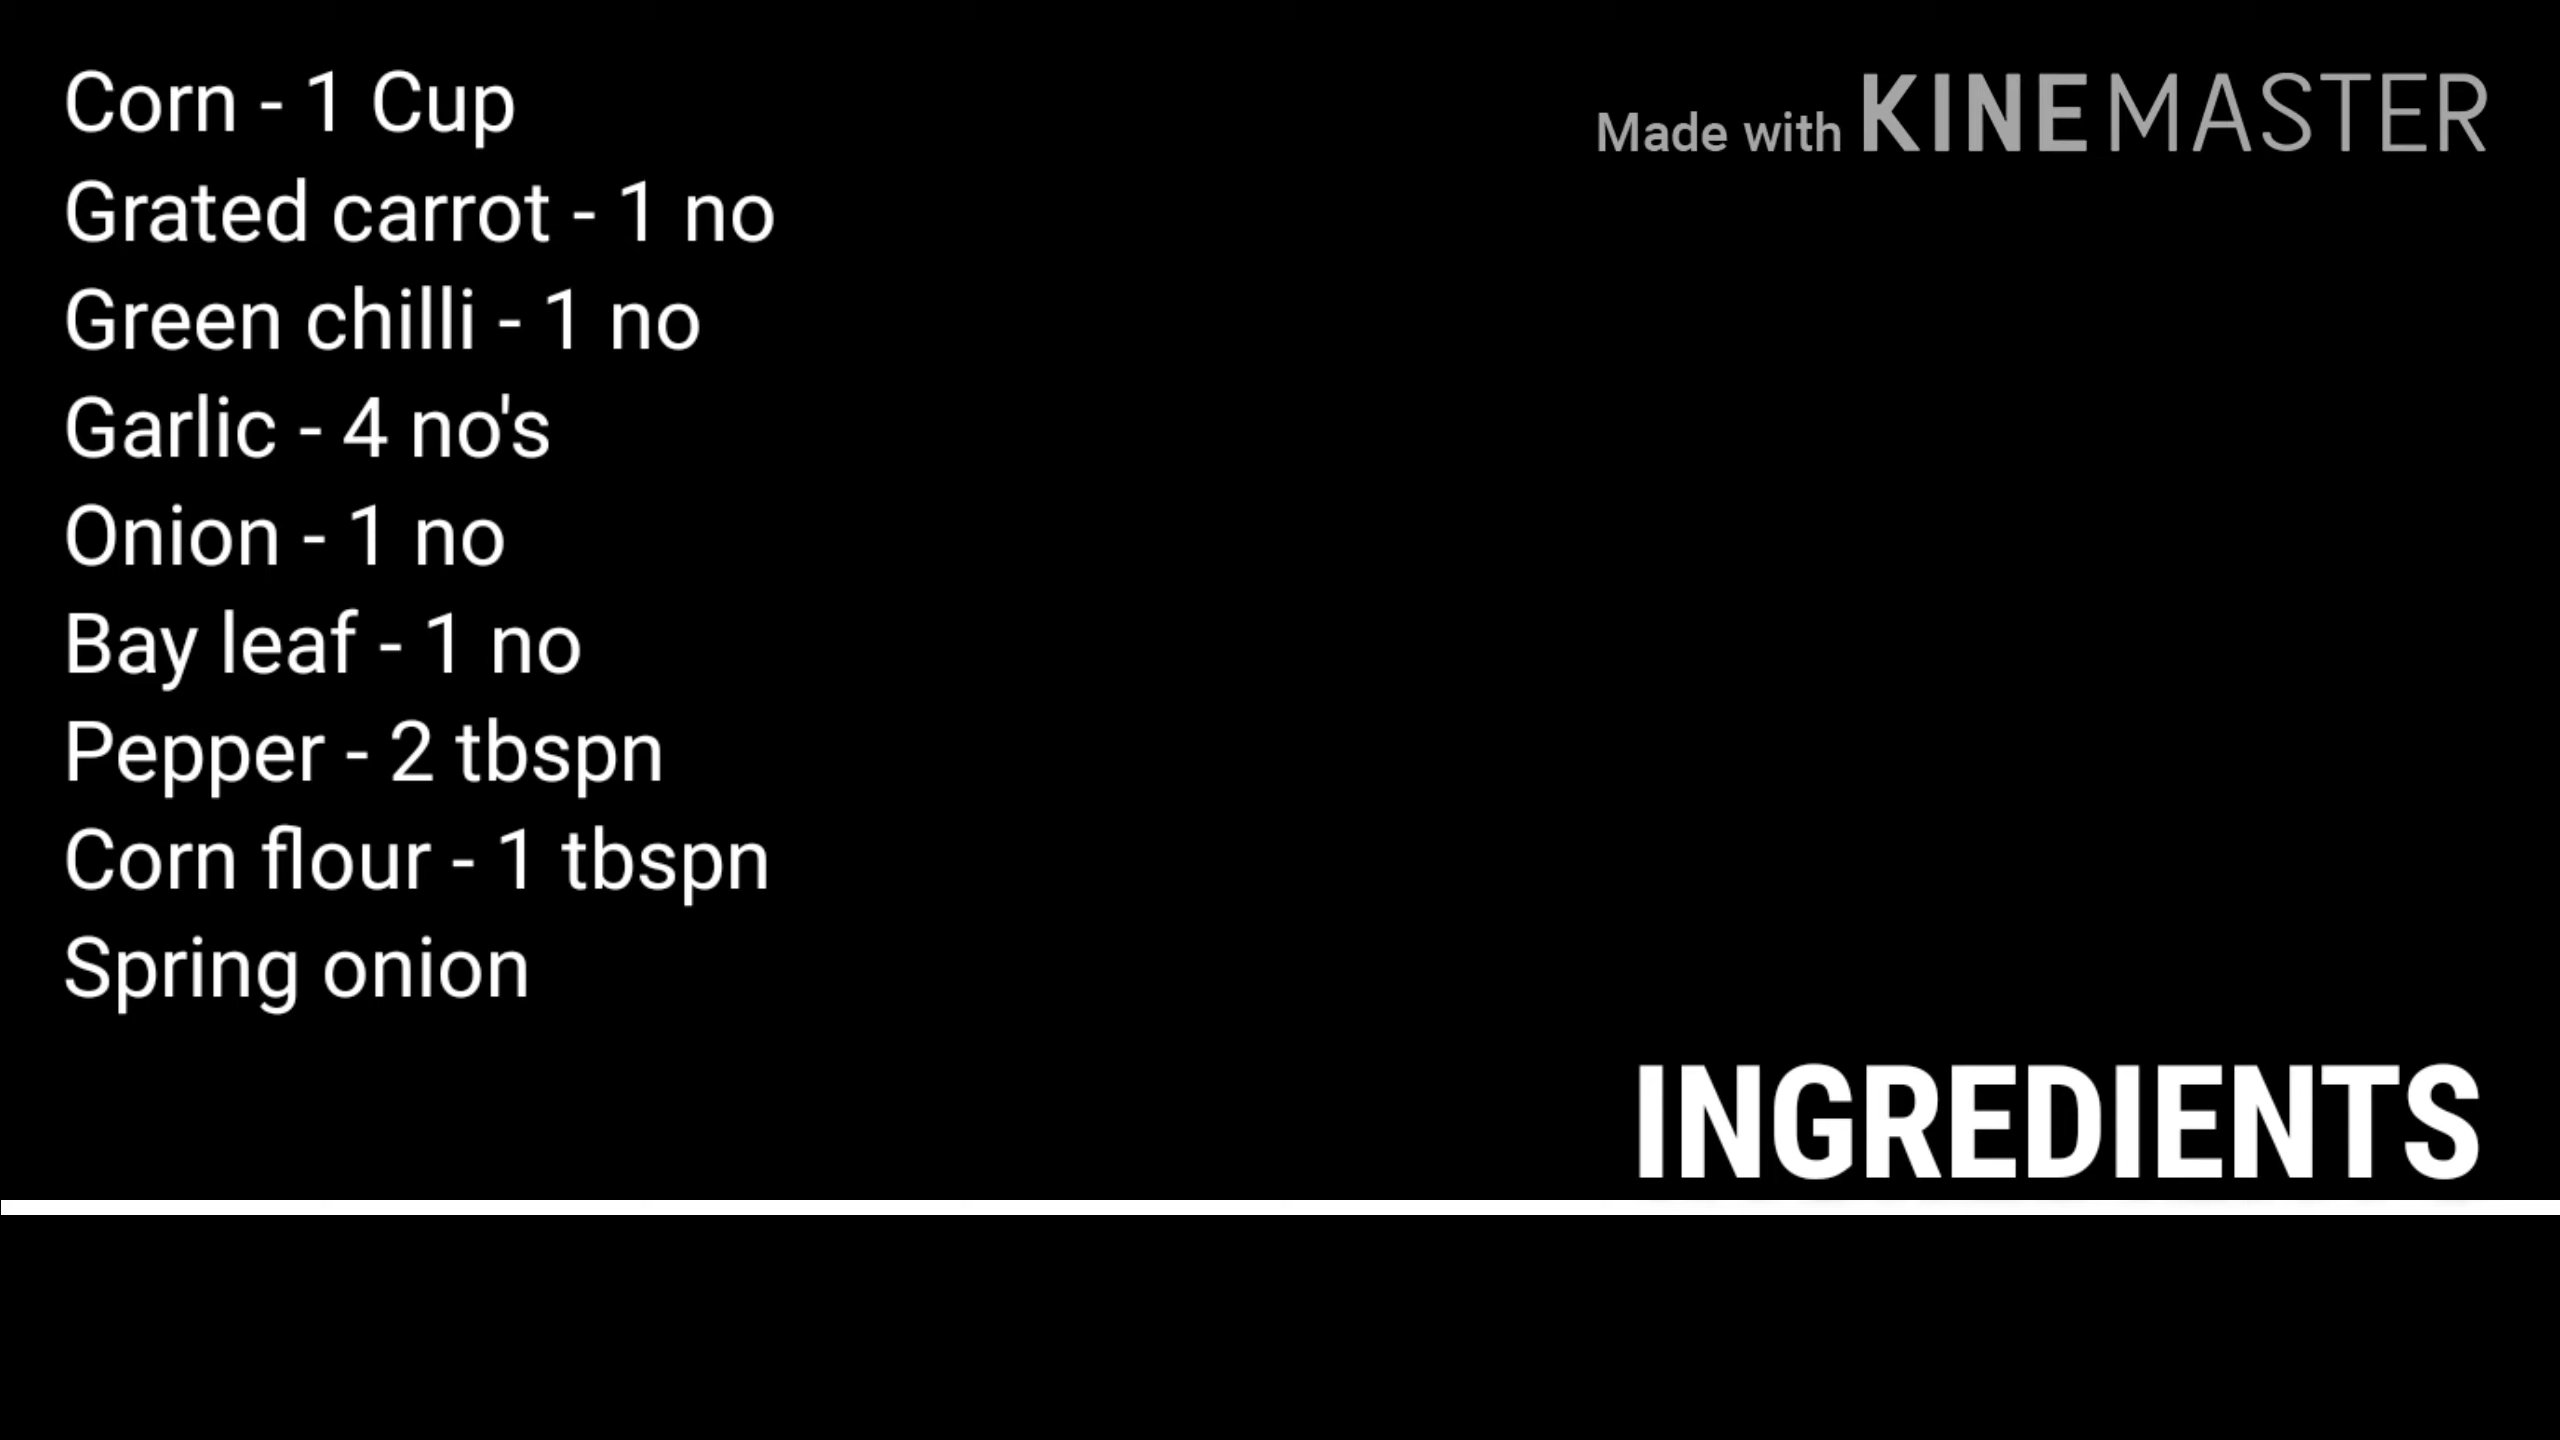 Corn - 1 Cup
Made with KINEMASTER
Grated carrot - 1 no
Green chilli - 1 no
Garlic - 4 no's
Onion - 1 no
Bay leaf - 1 no
Pepper - 2 tbspn
Corn flour - 1 tbspn
Spring onion
INGREDIENTS